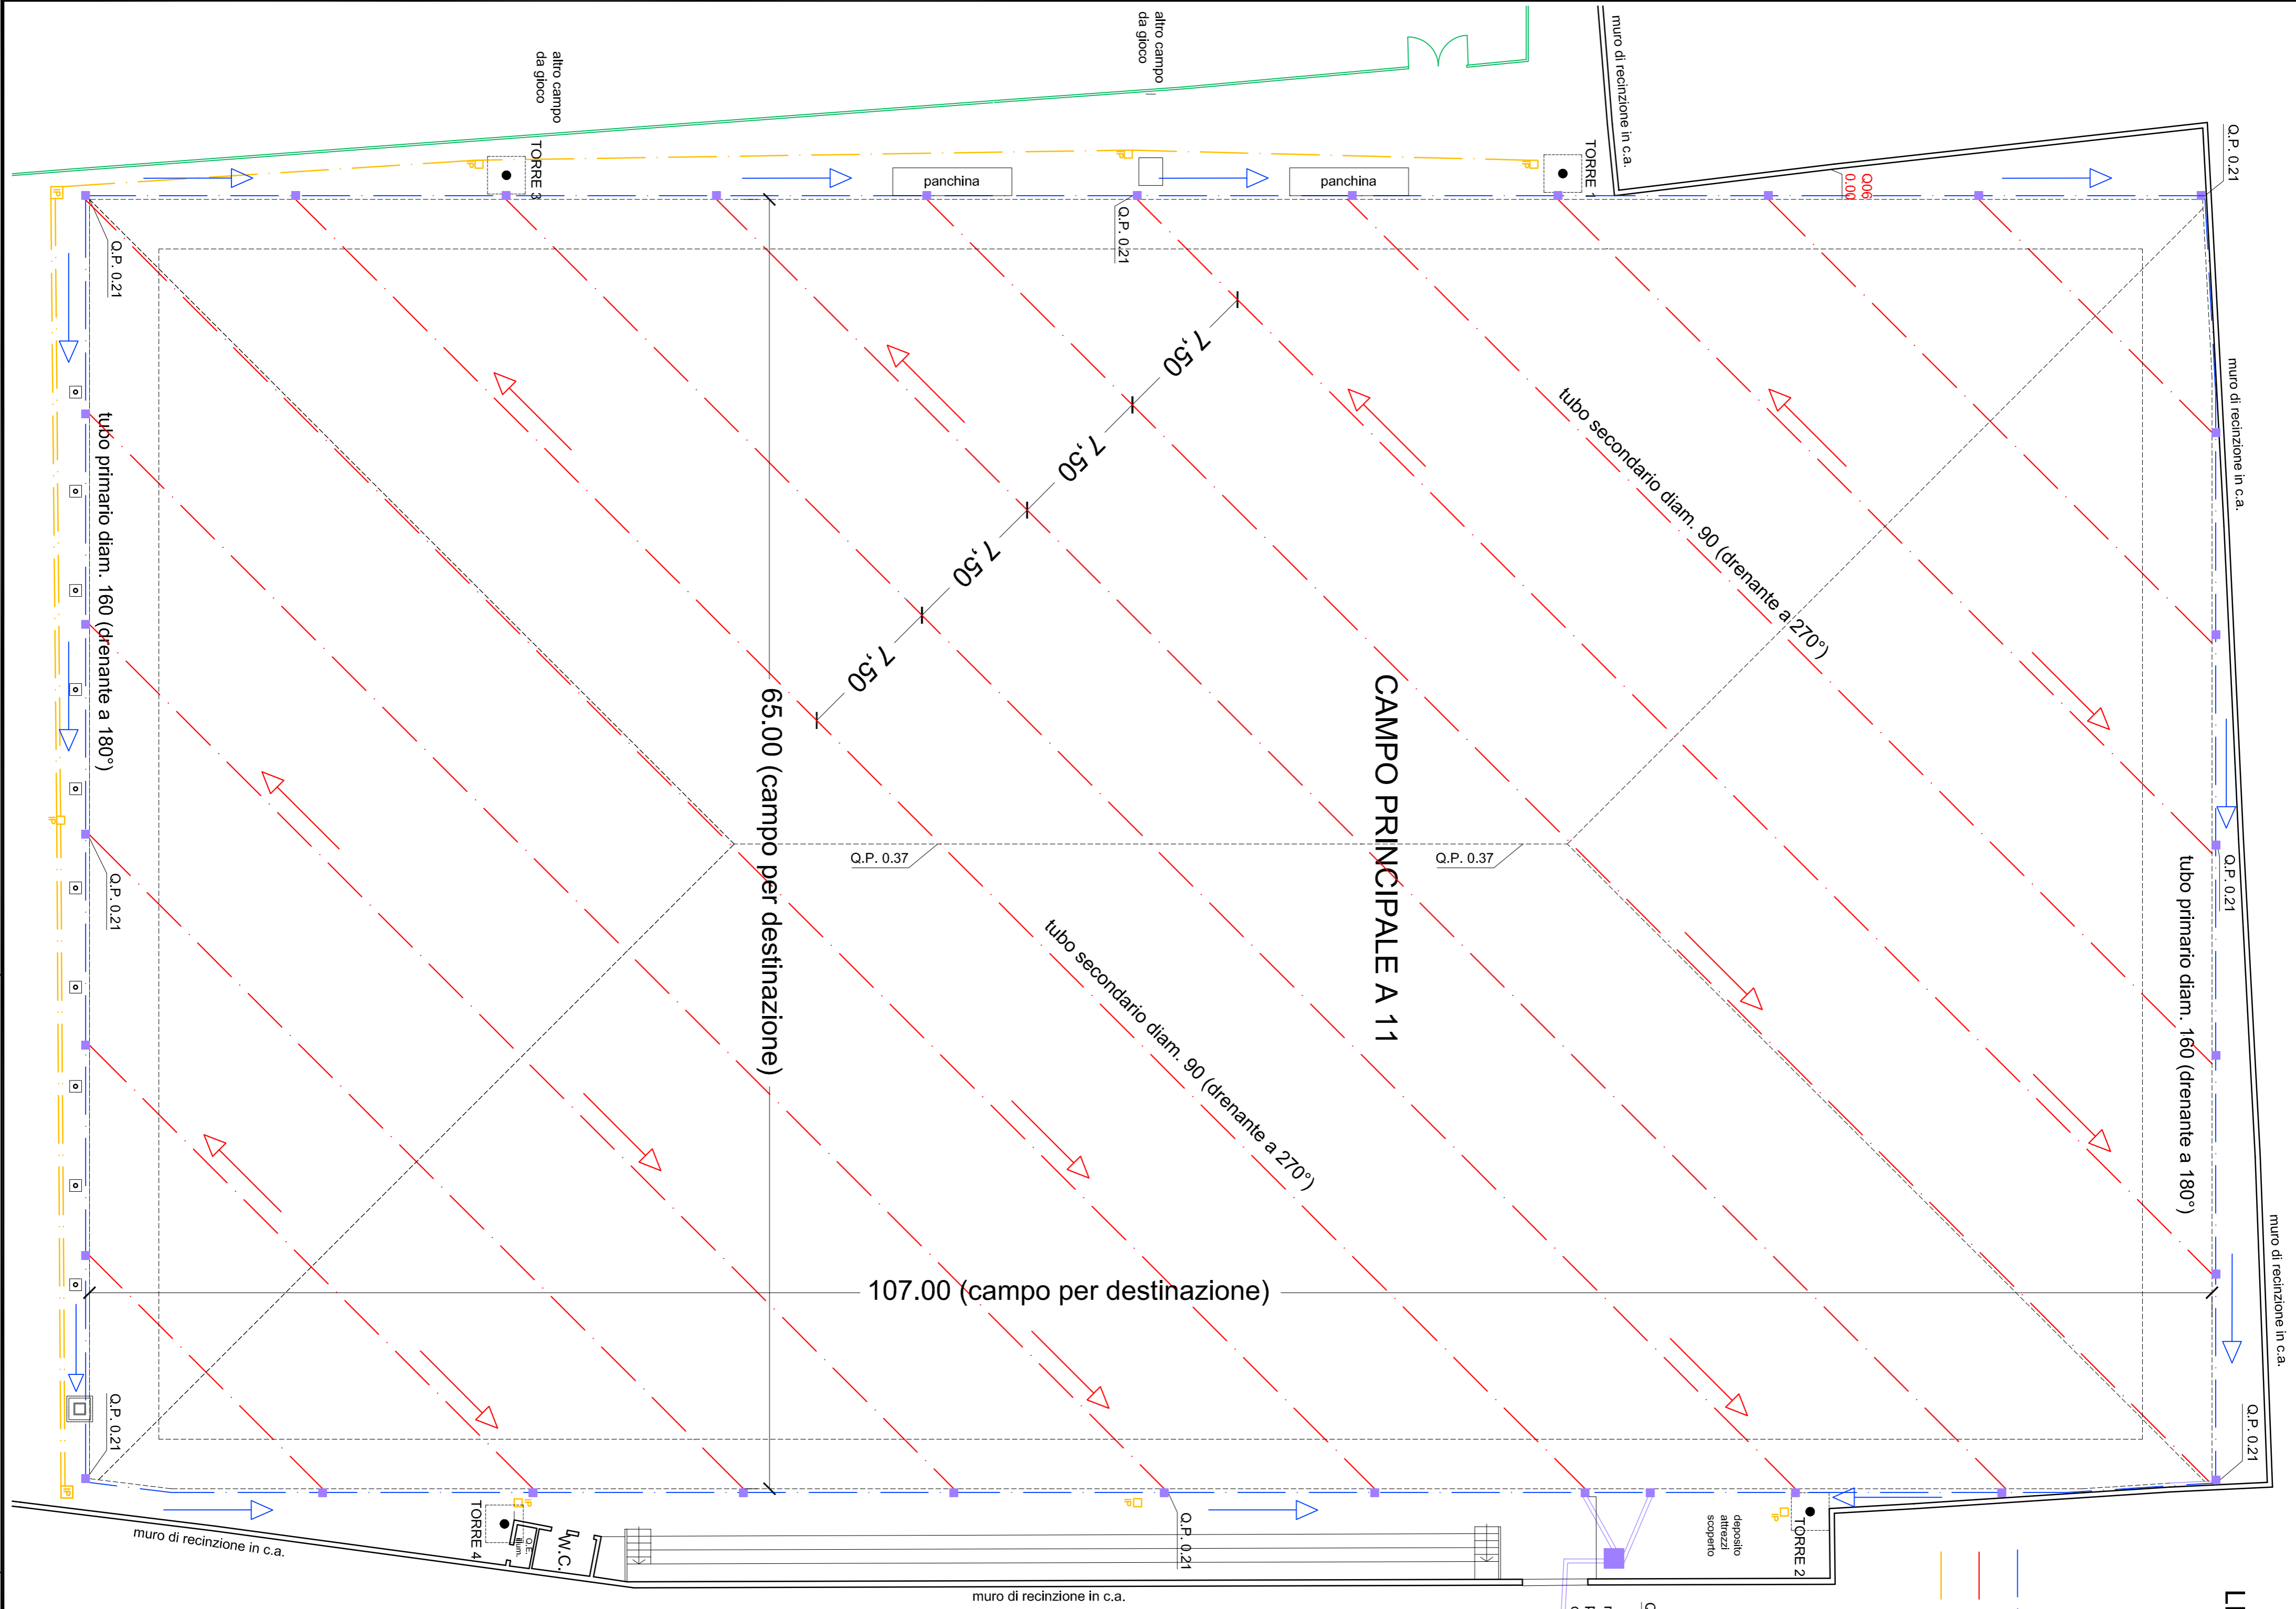 altro campo
da gioco
altro campo
da gioco
muro di recinzione in c.a.
Q.P. 0.21
TORRE 3
panchina
panchina
TORRE 1
Q06
0.00
Q.P. 0.21
Q.P. 0.21
muro di recinzione in c.a.
7,50
7,50
7,50
7,50
tubo secondario diam. 90 (drenante a 270°)
tubo primario diam. 160 (drenante a 180°)
65.00 (campo per destinazione)
CAMPO PRINCIPALE A 11
Q.P. 0.37
Q.P. 0.37
Q.P. 0.21
Q.P. 0.21
tubo primario diam. 160 (drenante a 180°)
tubo secondario diam. 90 (drenante a 270°)
107.00 (campo per destinazione)
muro di recinzione in c.a.
Q.P. 0.21
Q.P. 0.21
TORRE 4
Q.E.
illum.
W.C.
Q.P. 0.21
deposito
attrezzi
scoperto
TORRE 2
muro di recinzione in c.a.
muro di recinzione in c.a.